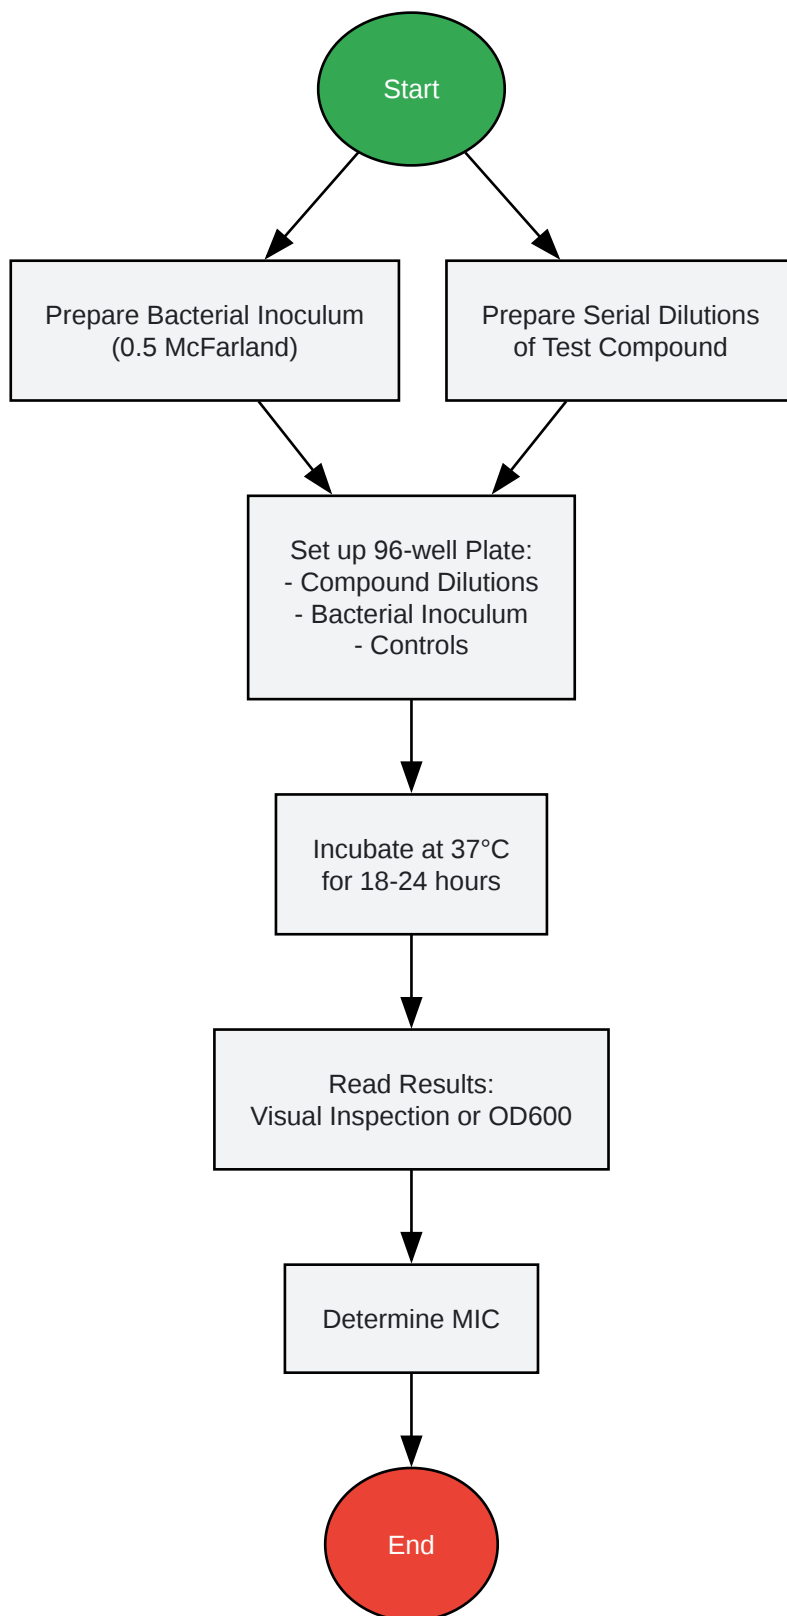 Start
Prepare Bacterial Inoculum
(0.5 McFarland)
Prepare Serial Dilutions
of Test Compound
Set up 96-well Plate:
- Compound Dilutions
- Bacterial Inoculum
- Controls
Incubate at 37°C
for 18-24 hours
Read Results:
Visual Inspection or OD600
Determine MIC
End